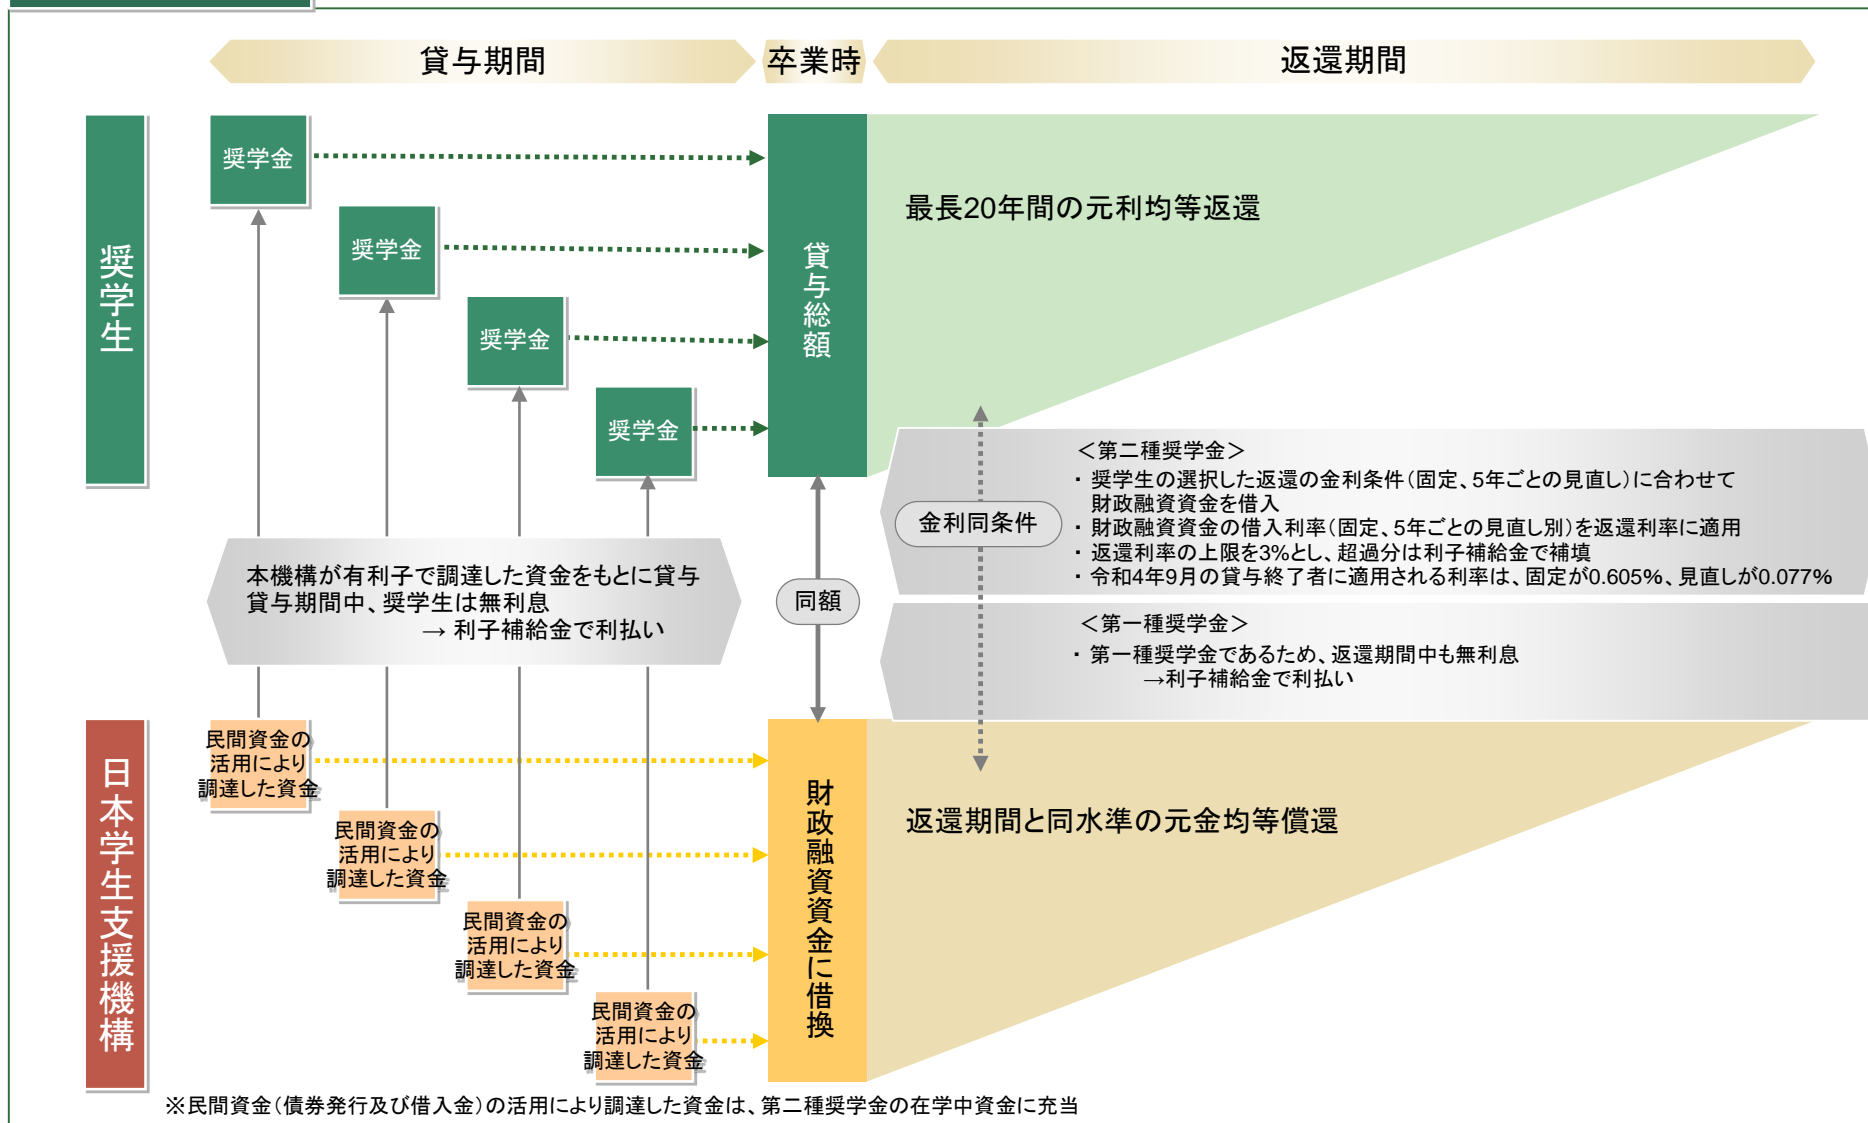 貸与期間
卒業時
返還期間
奨学生
奨学金
奨学金
奨学金
奨学金
貸与総額
最長20年間の元利均等返還
＜第二種奨学金＞
・ 奨学生の選択した返還の金利条件（固定、5年ごとの見直し）に合わせて
財政融資資金を借入
・ 財政融資資金の借入利率（固定、5年ごとの見直し別）を返還利率に適用
・ 返還利率の上限を3%とし、超過分は利子補給金で補填
・ 令和4年9月の貸与終了者に適用される利率は、固定が0.605%、見直しが0.077%
金利同条件
本機構が有利子で調達した資金をもとに貸与
貸与期間中、奨学生は無利息
→ 利子補給金で利払い
同額
＜第一種奨学金＞
・ 第一種奨学金であるため、返還期間中も無利息
→利子補給金で利払い
日本学生支援機構
民間資金の
活用により
調達した資金
民間資金の
活用により
調達した資金
民間資金の
活用により
調達した資金
民間資金の
活用により
調達した資金
財政融資資金に借換
返還期間と同水準の元金均等償還
※民間資金（債券発行及び借入金）の活用により調達した資金は、第二種奨学金の在学中資金に充当